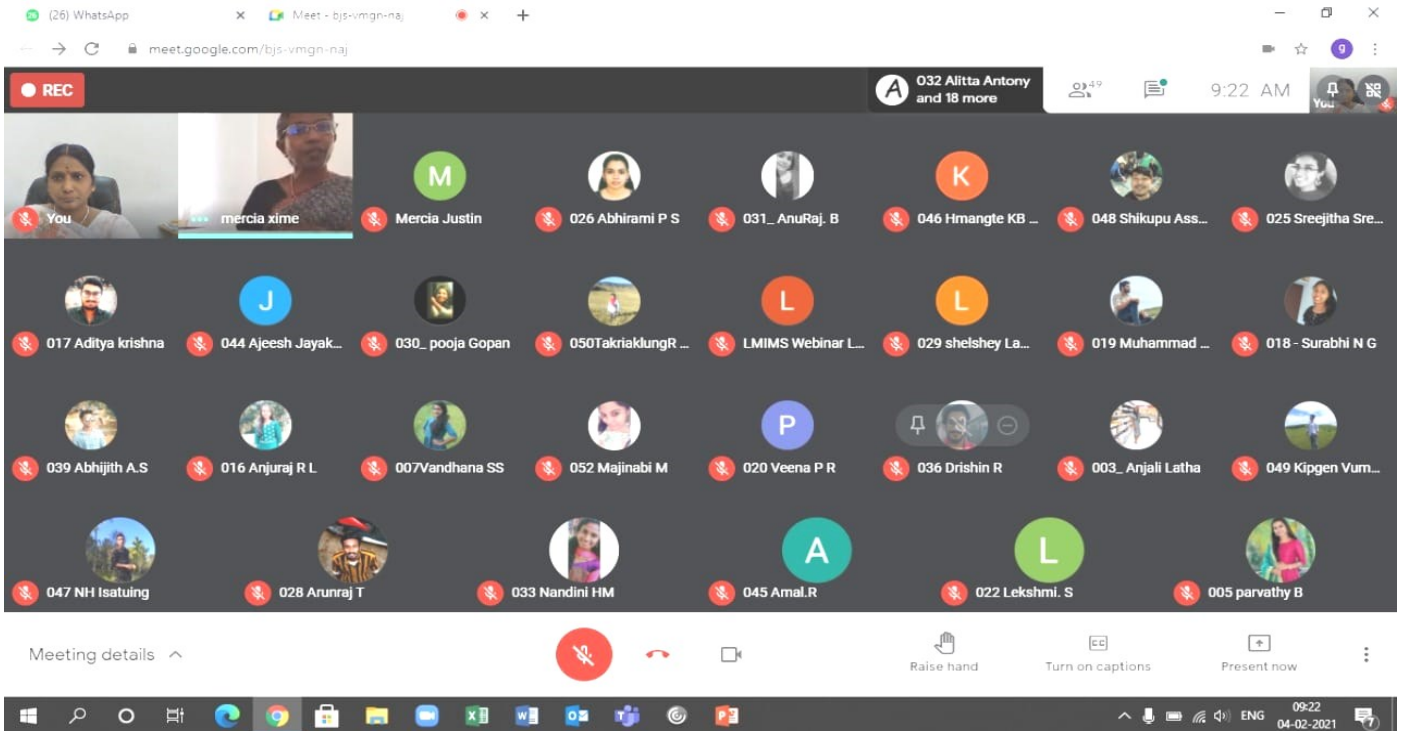 26 (26) WhatsApp
Meet - bjs-vmgn-naj
meet.google.com/bjs-vmgn-naj
g
REC
A 032 Alitta Antony
and 18 more
49
9:22 AM
You
You
mercia xime
M Mercia Justin
026 Abhirami P S
031_ AnuRaj. B
K 046 Hmangte KB ...
048 Shikupu Ass...
025 Sreejitha Sre...
017 Aditya krishna
J 044 Ajeesh Jayak...
030_ pooja Gopan
050TakriaklungR ...
L LMIMS Webinar L...
L 029 shelshey La...
019 Muhammad ...
018 - Surabhi N G
039 Abhijith A.S
016 Anjuraj R L
007Vandhana SS
052 Majinabi M
P 020 Veena P R
036 Drishin R
003_ Anjali Latha
049 Kipgen Vum...
047 NH Isatuing
028 Arunraj T
033 Nandini HM
A 045 Amal.R
L 022 Lekshmi. S
005 parvathy B
Meeting details
Raise hand
CC
Turn on captions
Present now
ENG
09:22
04-02-2021
7